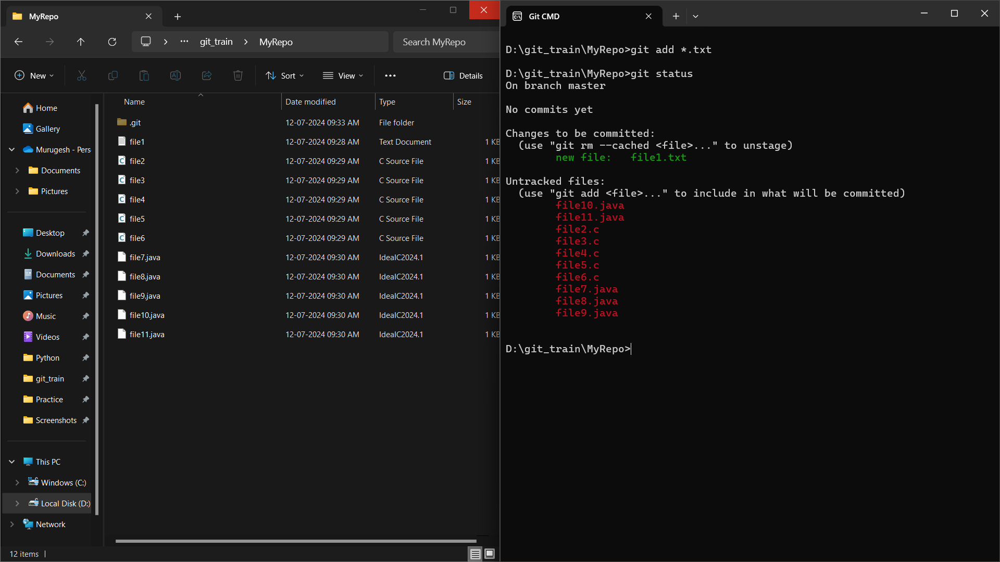 MyRepo
git_train > MyRepo
Search MyRepo
New
Sort
View
Details
Home
Gallery
Murugesh - Pers
Documents
Pictures
Desktop
Downloads
Documents
Pictures
Music
Videos
Python
git_train
Practice
Screenshots
This PC
Windows (C:)
Local Disk (D:)
Network
Name Date modified Type Size
.git 12-07-2024 09:33 AM File folder
file1 12-07-2024 09:28 AM Text Document 1 KB
file2 12-07-2024 09:29 AM C Source File 1 KB
file3 12-07-2024 09:29 AM C Source File 1 KB
file4 12-07-2024 09:29 AM C Source File 1 KB
file5 12-07-2024 09:29 AM C Source File 1 KB
file6 12-07-2024 09:29 AM C Source File 1 KB
file7.java 12-07-2024 09:30 AM IdeaIC2024.1 1 KB
file8.java 12-07-2024 09:30 AM IdeaIC2024.1 1 KB
file9.java 12-07-2024 09:30 AM IdeaIC2024.1 1 KB
file10.java 12-07-2024 09:30 AM IdeaIC2024.1 1 KB
file11.java 12-07-2024 09:30 AM IdeaIC2024.1 1 KB
12 items
Git CMD
D:\git_train\MyRepo>git add *.txt
D:\git_train\MyRepo>git status
On branch master
No commits yet
Changes to be committed:
(use "git rm --cached <file>..." to unstage)
new file: file1.txt
Untracked files:
(use "git add <file>..." to include in what will be committed)
file10.java
file11.java
file2.c
file3.c
file4.c
file5.c
file6.c
file7.java
file8.java
file9.java
D:\git_train\MyRepo>